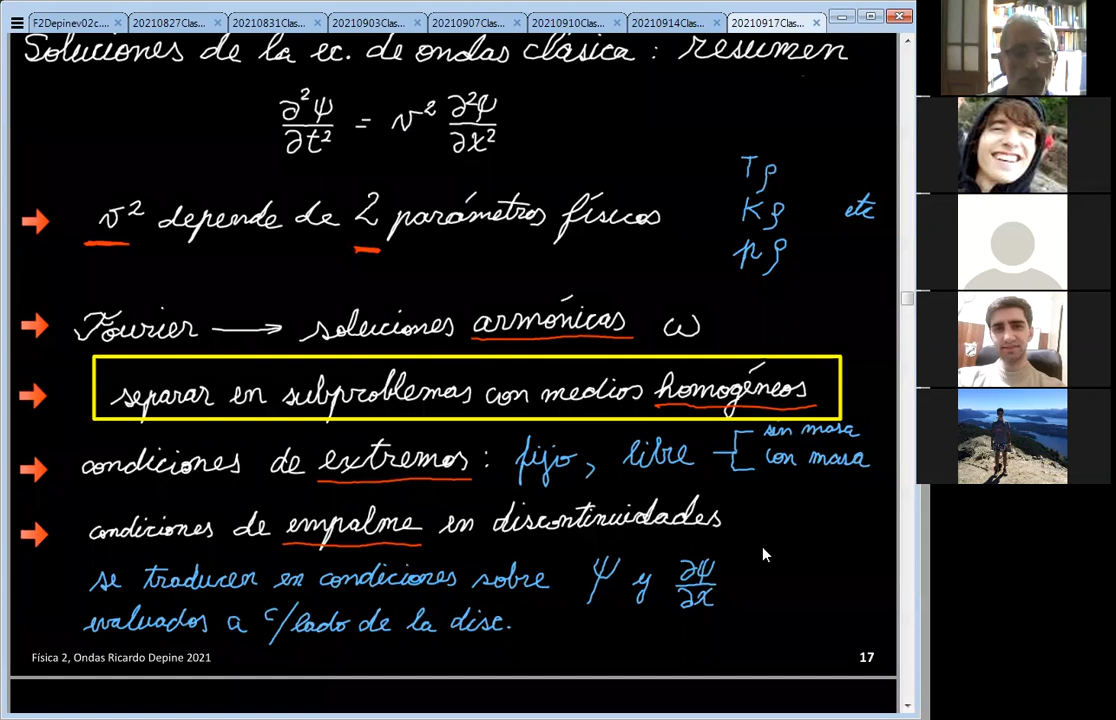 F2Depinev02c.
20210827Clas...
20210831Clas...
20210903Clas...
20210907Clas...
20210910Clas...
20210914Clas...
20210917Clas...
Soluciones de la ec. de ondas clásica : resumen
∂²ψ/∂t² = v² ∂²ψ/∂x²
v² depende de 2 parámetros físicos
T ρ
K ρ etc
p ρ
Fourier → soluciones armónicas ω
separar en subproblemas con medios homogéneos
condiciones de extremos : fijo, libre
sin masa
con masa
condiciones de empalme en discontinuidades
se traducen en condiciones sobre ψ y ∂ψ/∂x
evaluados a c/lado de la disc.
Física 2, Ondas Ricardo Depine 2021
17